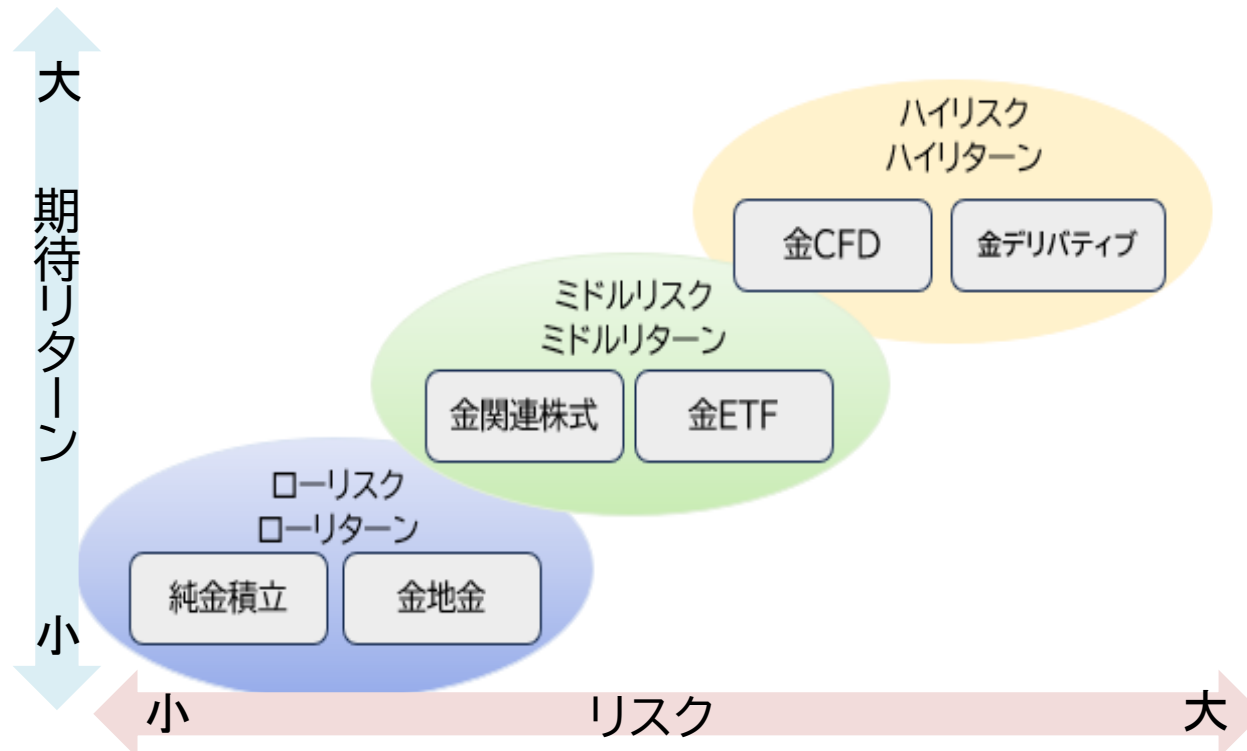 大
期待リターン
小
ハイリスク
ハイリターン
金CFD
金デリバティブ
ミドルリスク
ミドルリターン
金関連株式
金ETF
ローリスク
ローリターン
純金積立
金地金
小
リスク
大